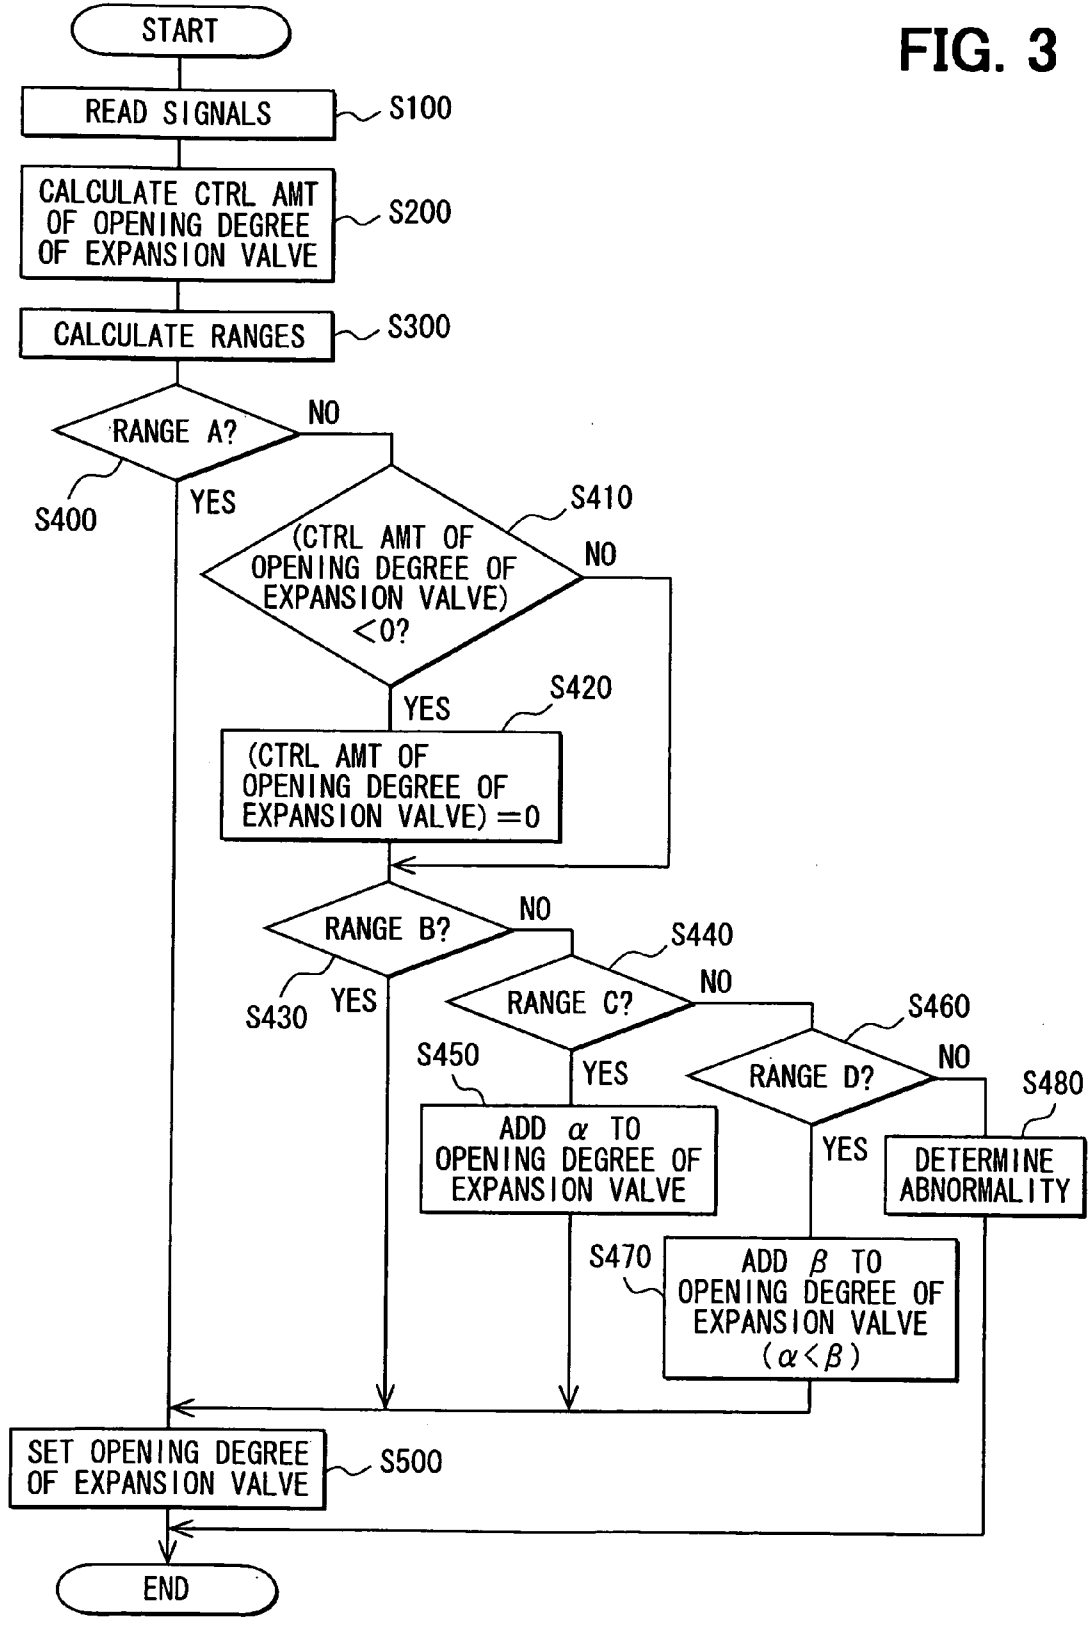 FIG. 3
START
READ SIGNALS
S100
CALCULATE CTRL AMT
OF OPENING DEGREE
OF EXPANSION VALVE
S200
CALCULATE RANGES
S300
RANGE A?
NO
S400
YES
S410
(CTRL AMT OF
OPENING DEGREE OF
EXPANSION VALVE)
<0?
NO
YES
S420
(CTRL AMT OF
OPENING DEGREE OF
EXPANSION VALVE)=0
RANGE B?
NO
S430
YES
S440
RANGE C?
NO
S450
YES
S460
RANGE D?
NO
S480
YES
ADD α TO
OPENING DEGREE OF
EXPANSION VALVE
DETERMINE
ABNORMALITY
S470
ADD β TO
OPENING DEGREE OF
EXPANSION VALVE
(α<β)
SET OPENING DEGREE
OF EXPANSION VALVE
S500
END